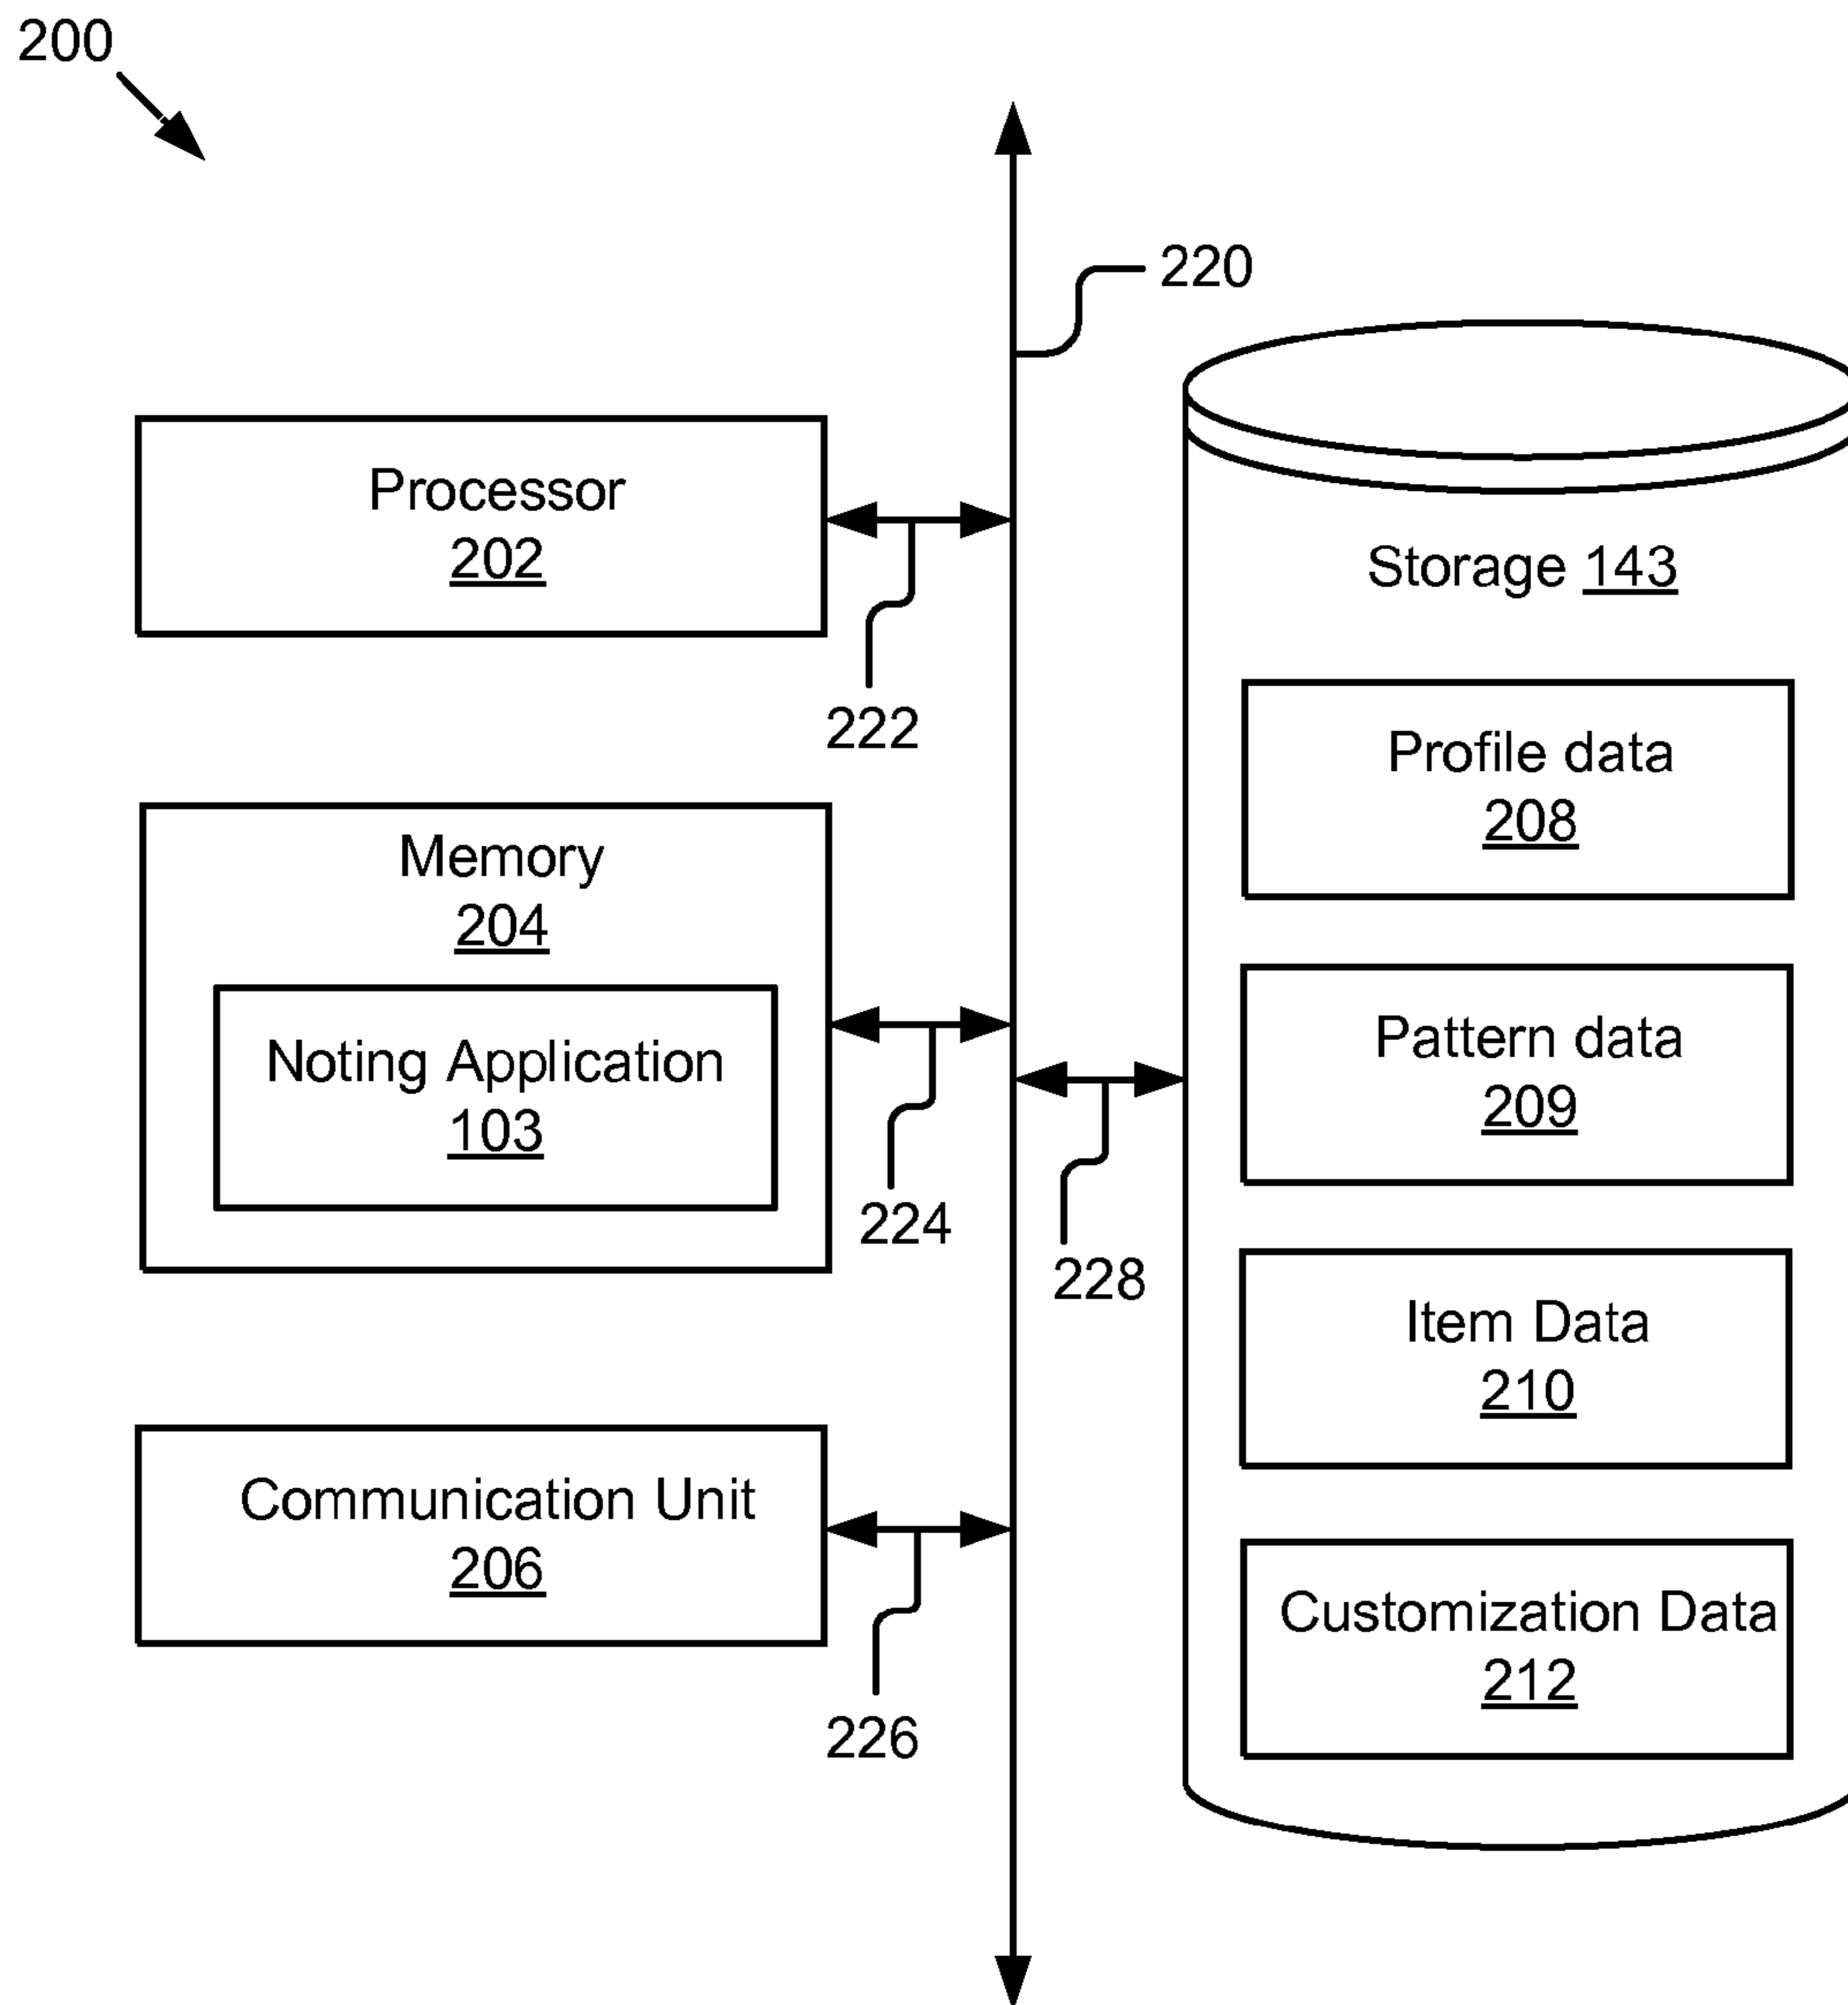 200
220
Processor
202
222
Storage 143
Profile data
208
Memory
204
Noting Application
103
224
Pattern data
209
228
Item Data
210
Communication Unit
206
226
Customization Data
212